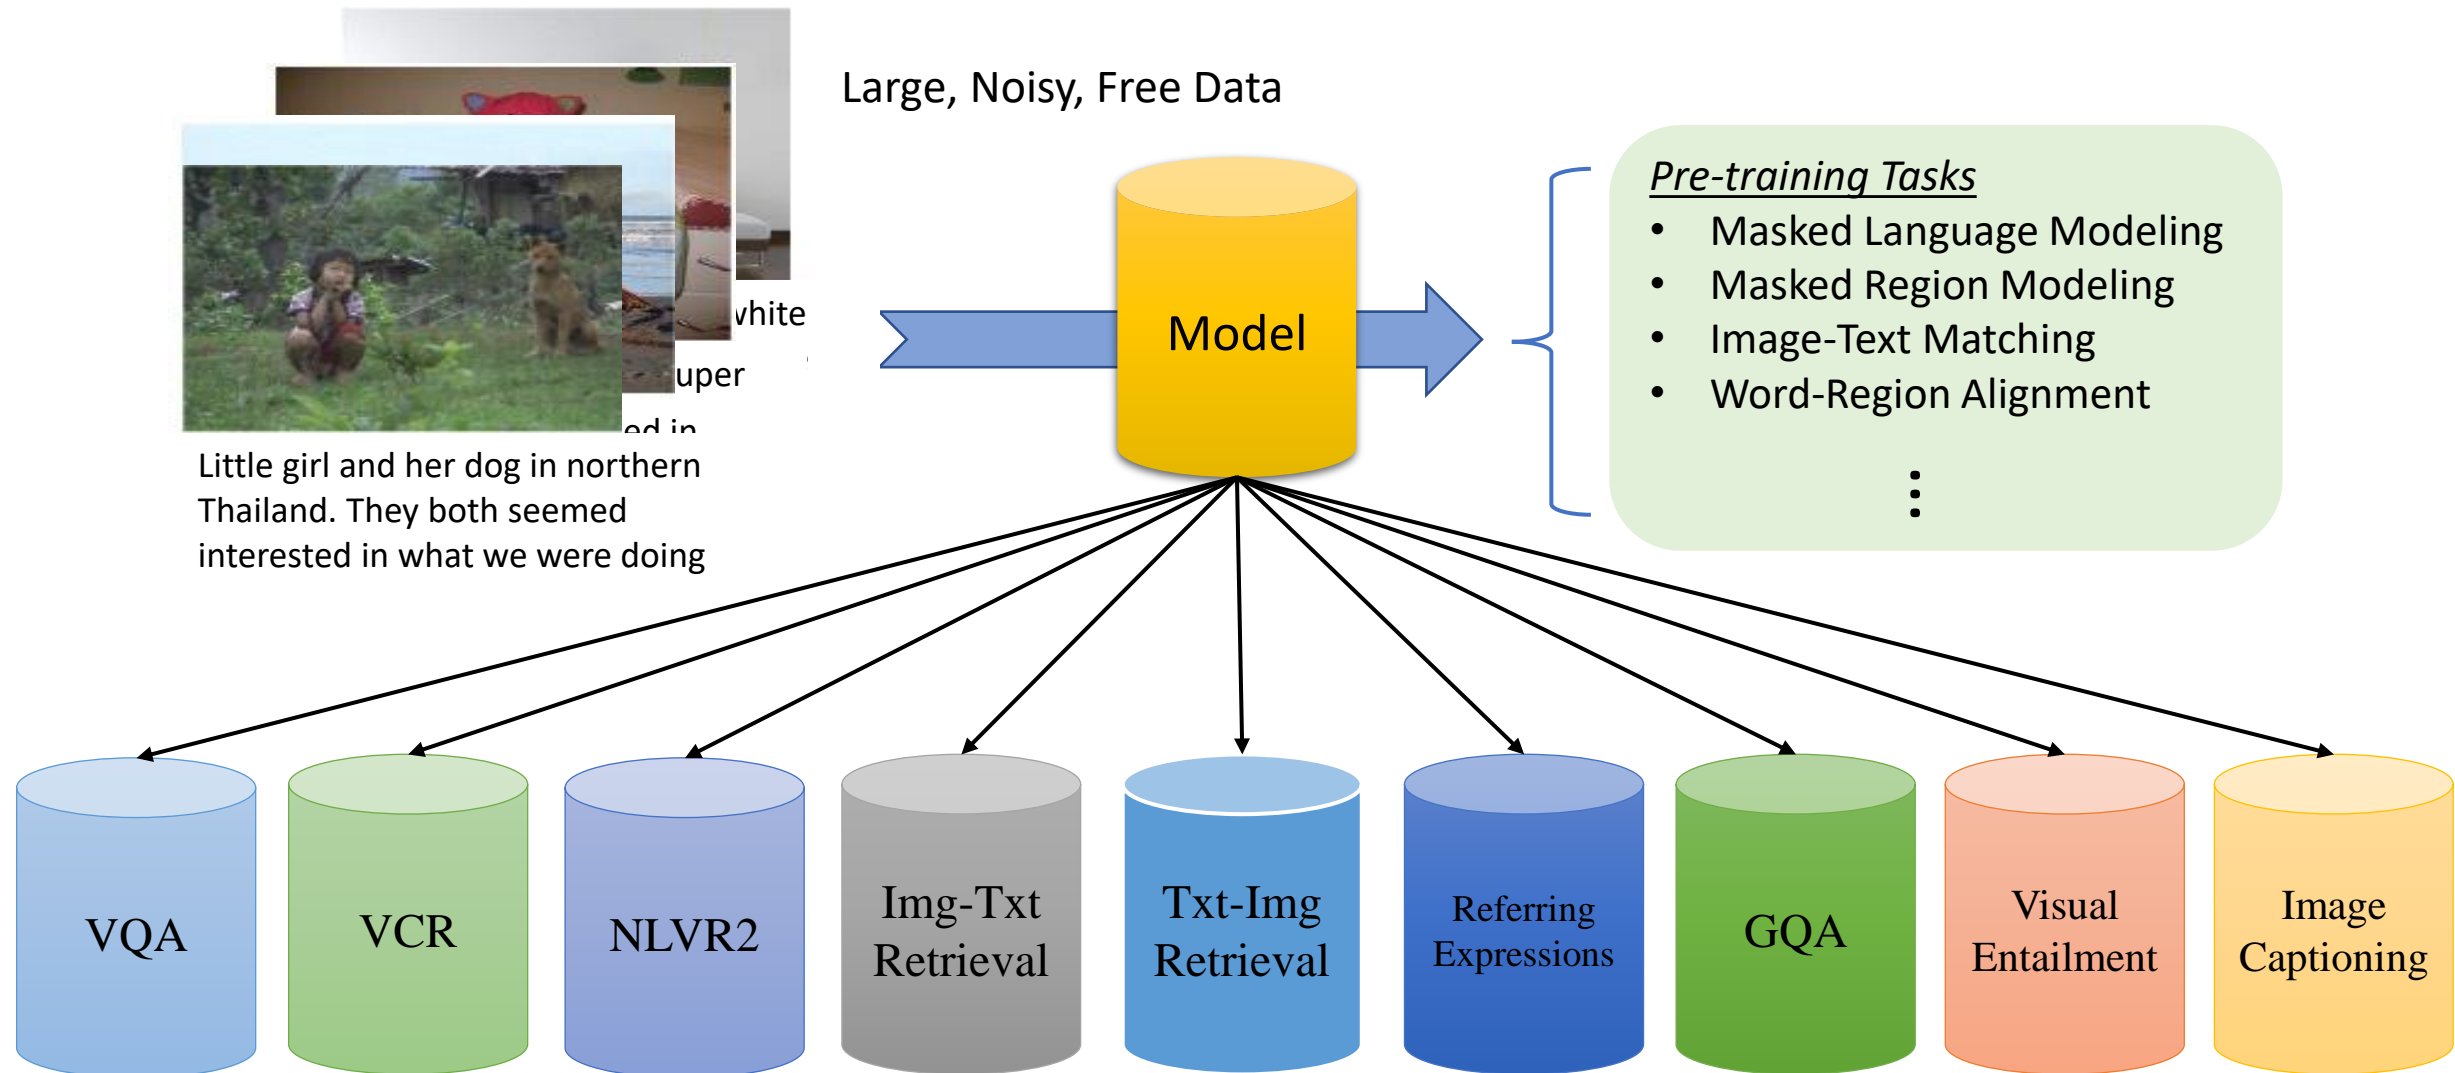 Large, Noisy, Free Data
Little girl and her dog in northern
Thailand. They both seemed
interested in what we were doing
Model
Pre-training Tasks
• Masked Language Modeling
• Masked Region Modeling
• Image-Text Matching
• Word-Region Alignment
VQA
VCR
NLVR2
Img-Txt
Retrieval
Txt-Img
Retrieval
Referring
Expressions
GQA
Visual
Entailment
Image
Captioning